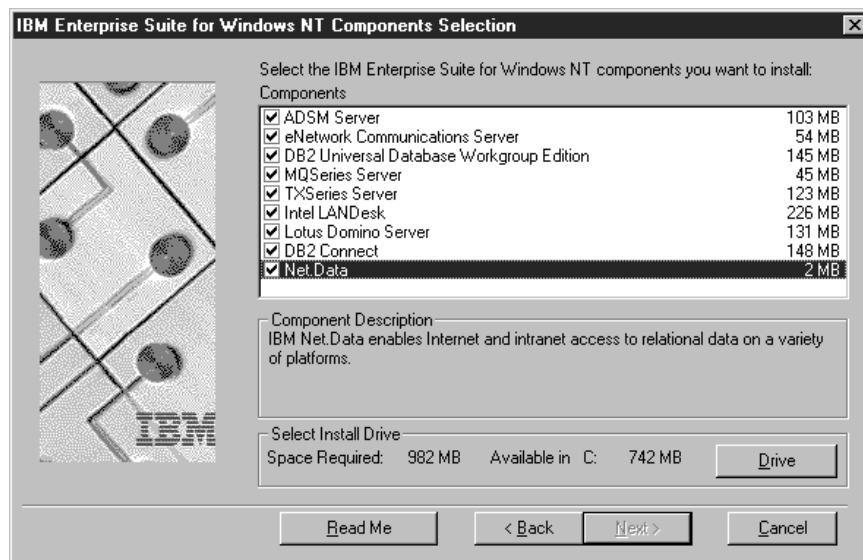 IBM Enterprise Suite for Windows NT Components Selection
Select the IBM Enterprise Suite for Windows NT components you want to install:
Components
ADSM Server 103 MB
eNetwork Communications Server 54 MB
DB2 Universal Database Workgroup Edition 145 MB
MQSeries Server 45 MB
TXSeries Server 123 MB
Intel LANDesk 226 MB
Lotus Domino Server 131 MB
DB2 Connect 148 MB
Net.Data 2 MB
Component Description
IBM Net.Data enables Internet and intranet access to relational data on a variety
of platforms.
IBM
Select Install Drive
Space Required: 982 MB Available in C: 742 MB Drive
Read Me < Back Next > Cancel